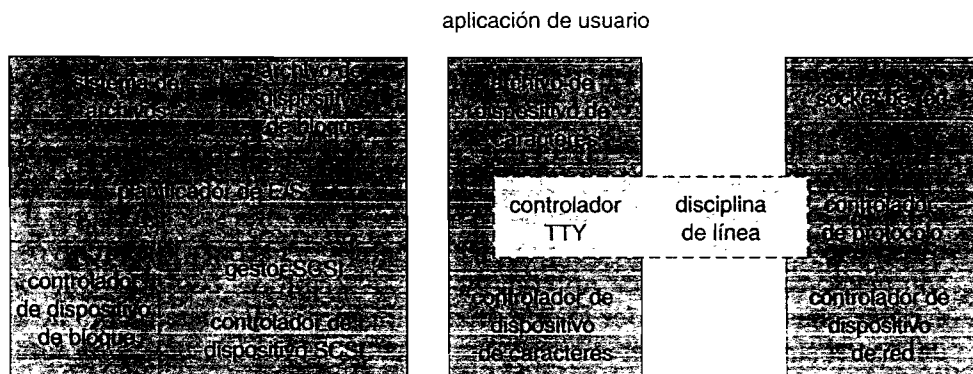 aplicación de usuario
sistema de
archivos
archivo de
dispositivo
de bloque
archivo de
dispositivo de
caracteres
socket de red
planificador de E/S
controlador
TTY
disciplina
de línea
controlador
de protocolo
controlador
de dispositivo
de bloque
gestor SCSI
controlador de
dispositivo SCSI
controlador de
dispositivo
de caracteres
controlador de
dispositivo
de red